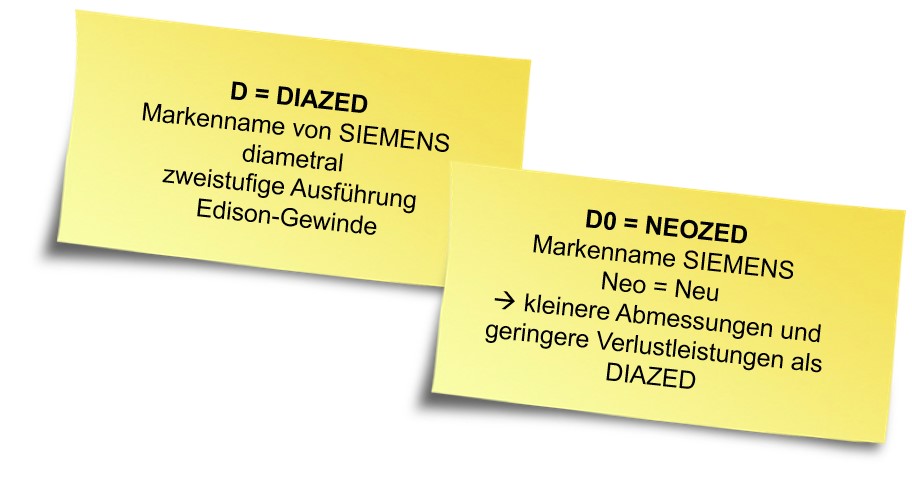 D = DIAZED
Markenname von SIEMENS
diametral
zweistufige Ausführung
Edison-Gewinde
D0 = NEOZED
Markenname SIEMENS
Neo = Neu
→ kleinere Abmessungen und
geringere Verlustleistungen als
DIAZED